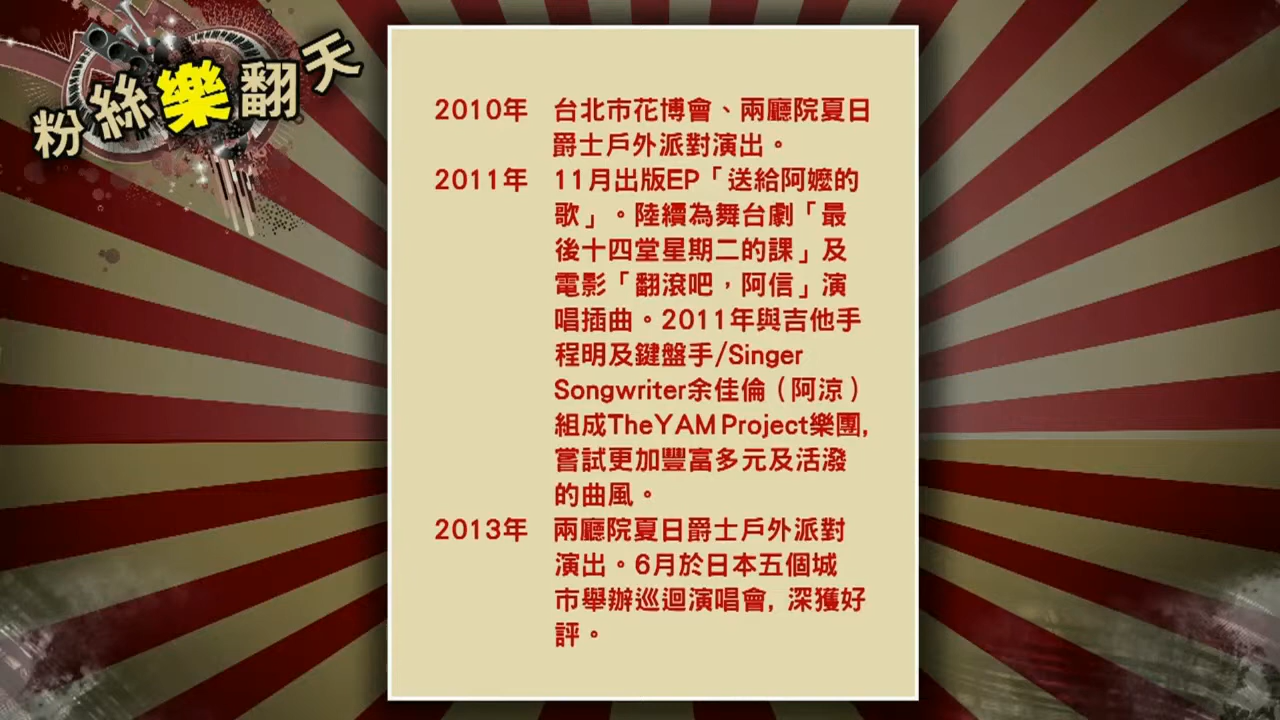 粉絲樂翻天
2010年 台北市花博會、兩廳院夏日
爵士戶外派對演出。
2011年 11月出版EP「送給阿嬤的
歌」。陸續為舞台劇「最
後十四堂星期二的課」及
電影「翻滾吧，阿信」演
唱插曲。2011年與吉他手
程明及鍵盤手/Singer
Songwriter余佳倫（阿涼）
組成TheYAM Project樂團,
嘗試更加豐富多元及活潑
的曲風。
2013年 兩廳院夏日爵士戶外派對
演出。6月於日本五個城
市舉辦巡迴演唱會, 深獲好
評。